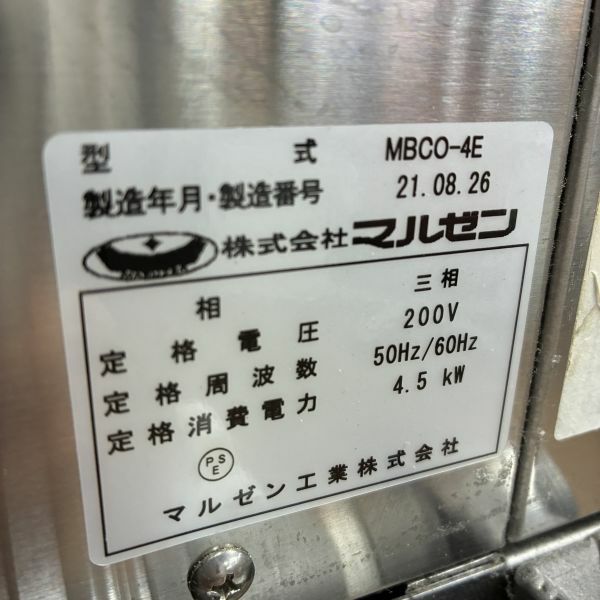 型式 MBCO-4E
製造年月・製造番号 21.08.26
株式会社マルゼン
相 三相
定格電圧 200V
定格周波数 50Hz/60Hz
定格消費電力 4.5 kW
PSE
マルゼン工業株式会社